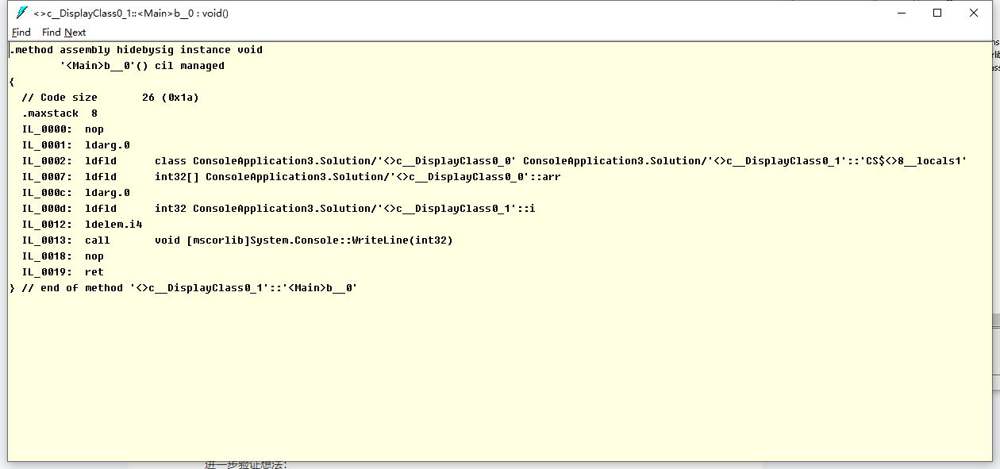 <>c__DisplayClass0_1::<Main>b__0 : void()
Find Find Next
.method assembly hidebysig instance void
        '<Main>b__0'() cil managed
{
  // Code size       26 (0x1a)
  .maxstack  8
  IL_0000:  nop
  IL_0001:  ldarg.0
  IL_0002:  ldfld      class ConsoleApplication3.Solution/'<>c__DisplayClass0_0' ConsoleApplication3.Solution/'<>c__DisplayClass0_1'::'CS$<>8__locals1'
  IL_0007:  ldfld      int32[] ConsoleApplication3.Solution/'<>c__DisplayClass0_0'::arr
  IL_000c:  ldarg.0
  IL_000d:  ldfld      int32 ConsoleApplication3.Solution/'<>c__DisplayClass0_1'::i
  IL_0012:  ldelem.i4
  IL_0013:  call       void [mscorlib]System.Console::WriteLine(int32)
  IL_0018:  nop
  IL_0019:  ret
} // end of method '<>c__DisplayClass0_1'::'<Main>b__0'
进一步验证想法：